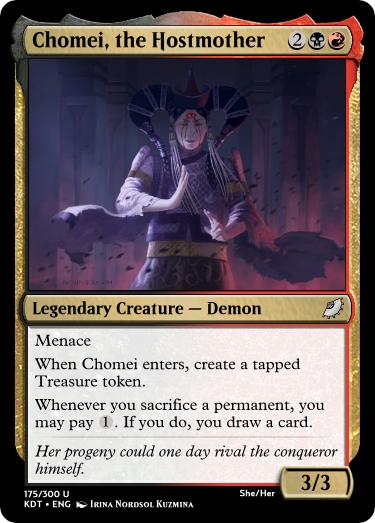 Chomei, the Hostmother 2
Legendary Creature — Demon
Menace
When Chomei enters, create a tapped
Treasure token.
Whenever you sacrifice a permanent, you
may pay 1. If you do, you draw a card.
Her progeny could one day rival the conqueror
himself.
3/3
175/300 U
She/Her
KDT • ENG Irina Nordsol Kuzmina